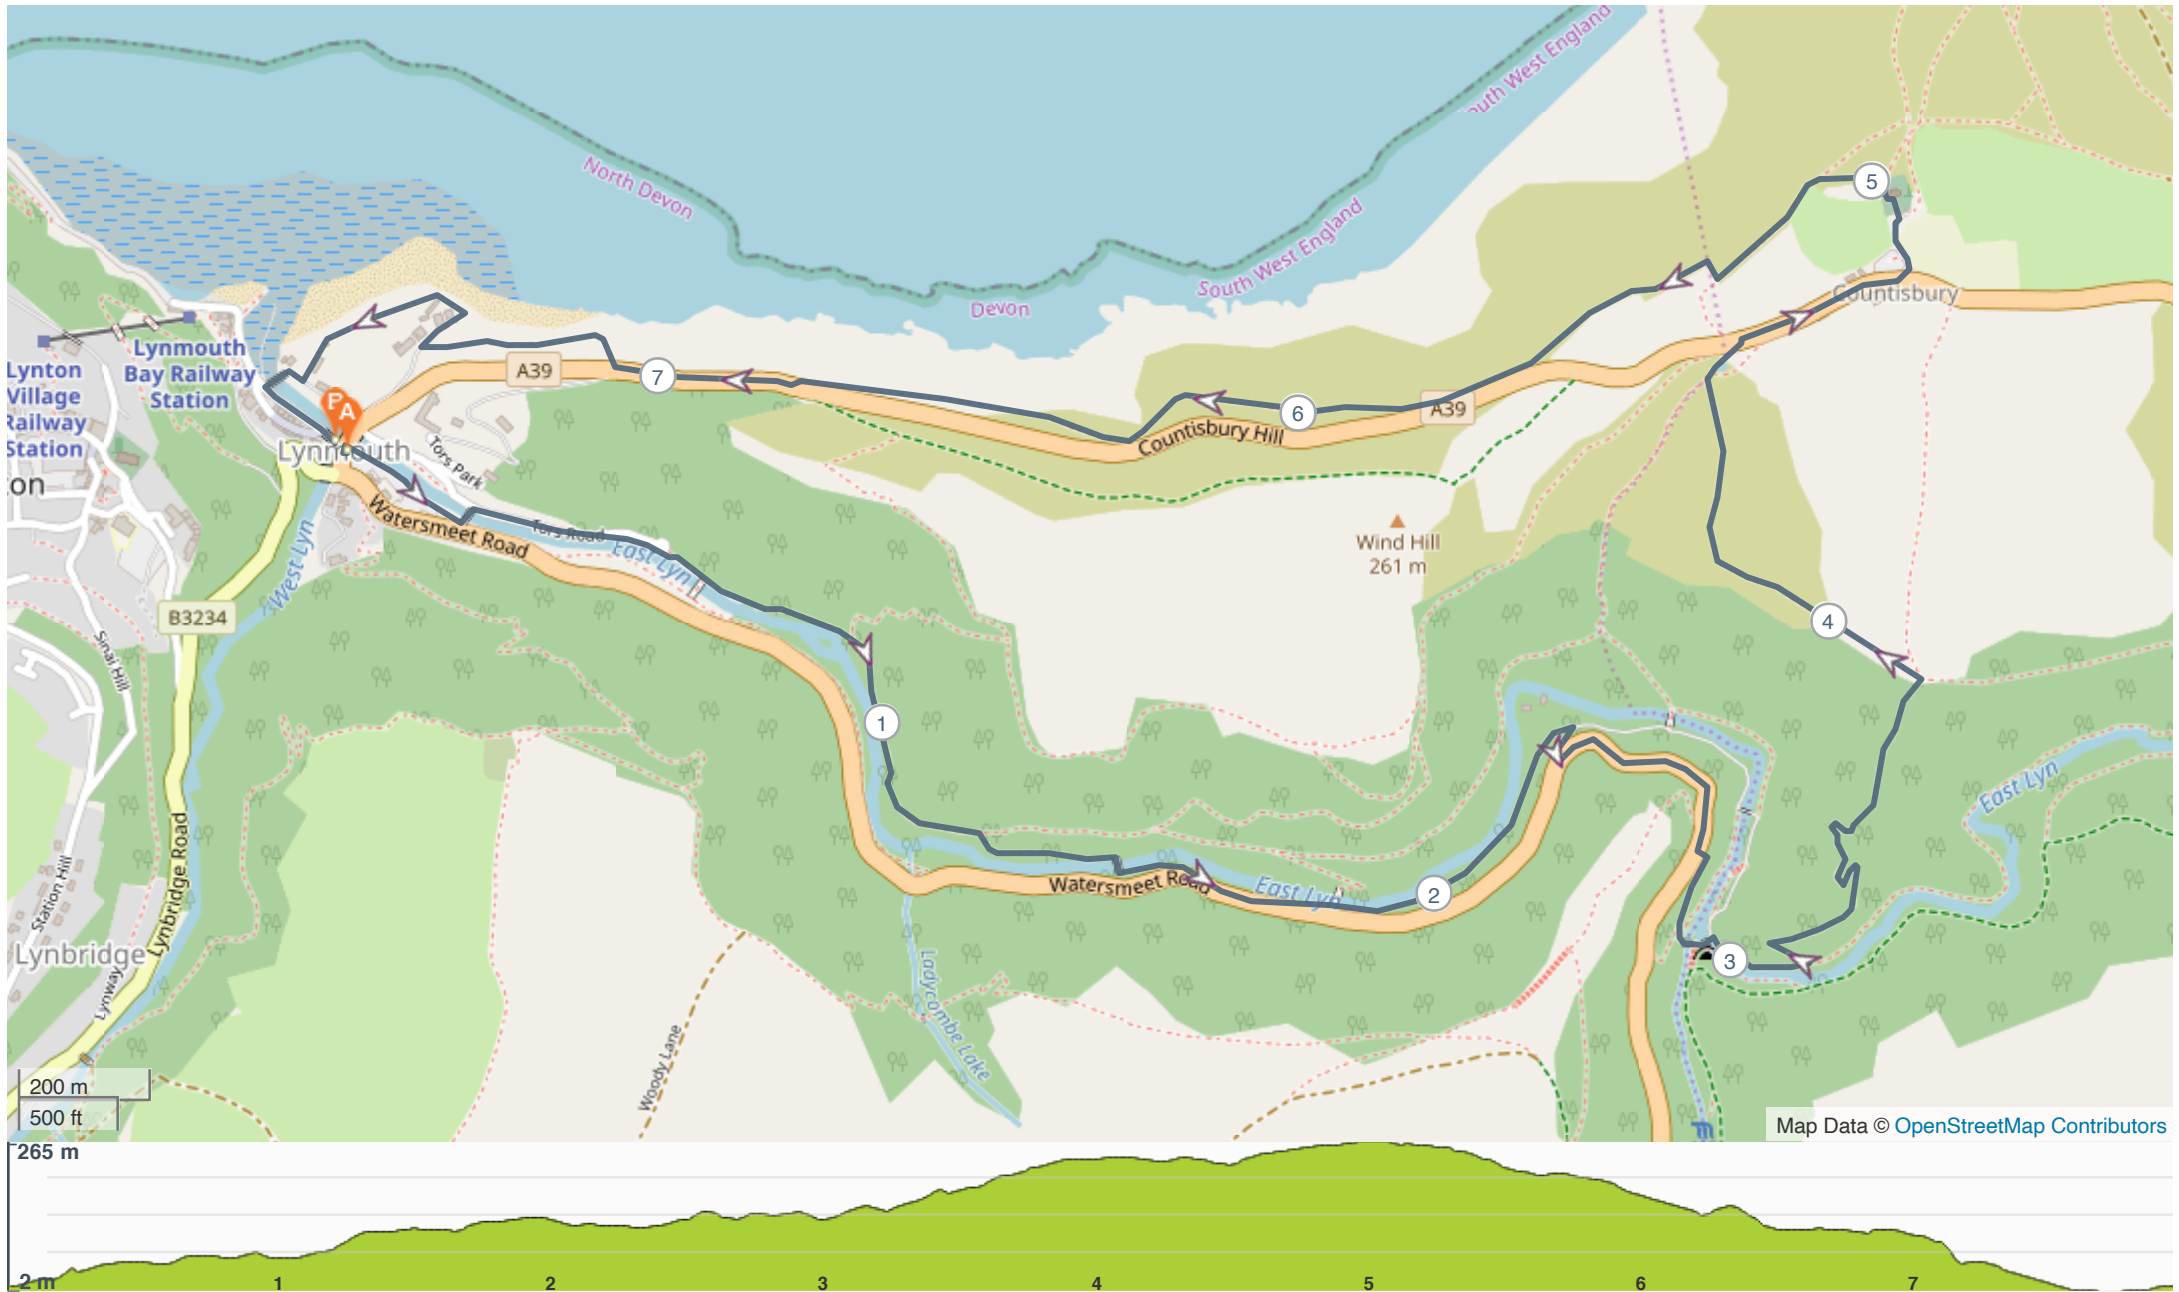 North Devon
South West England
outh West England
Devon
5
Countisbury
Lynmouth
Bay Railway
Station
Lynton
Village
Railway
Station
on
P
A
Lynmouth
A39
7
6
A39
Countisbury Hill
Tors Park
Tors Road
Watersmeet Road
East Lyn
West Lyn
Wind Hill
261 m
B3234
Sinai Hill
4
1
East Lyn
Watersmeet Road
East Lyn
2
3
Lynbridge Road
Station Hill
Lynbridge
Lynway
Ladycombe Lake
Woody Lane
200 m
500 ft
Map Data © OpenStreetMap Contributors
265 m
2 m
1 2 3 4 5 6 7